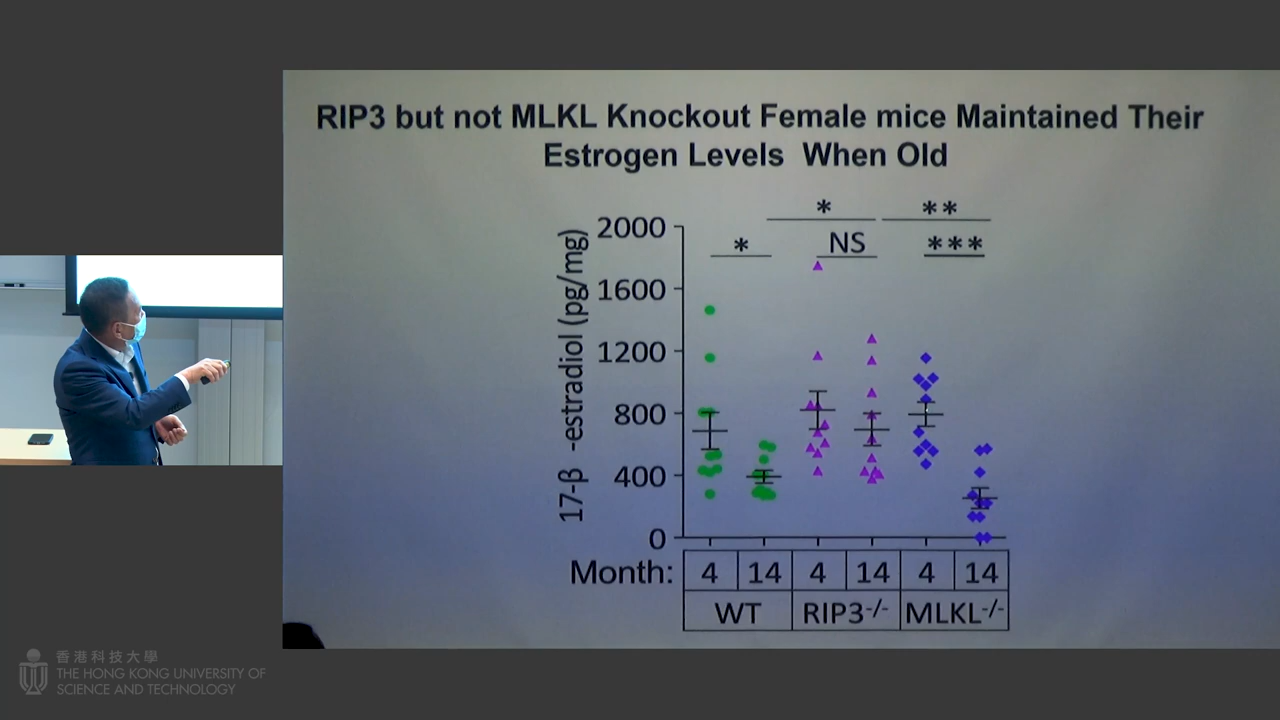 RIP3 but not MLKL Knockout Female mice Maintained Their
Estrogen Levels When Old
* **
* NS ***
17-β -estradiol (pg/mg)
2000
1600
1200
800
400
0
Month: 4 14 4 14 4 14
WT RIP3-/- MLKL-/-
香港科技大學
THE HONG KONG UNIVERSITY OF
SCIENCE AND TECHNOLOGY